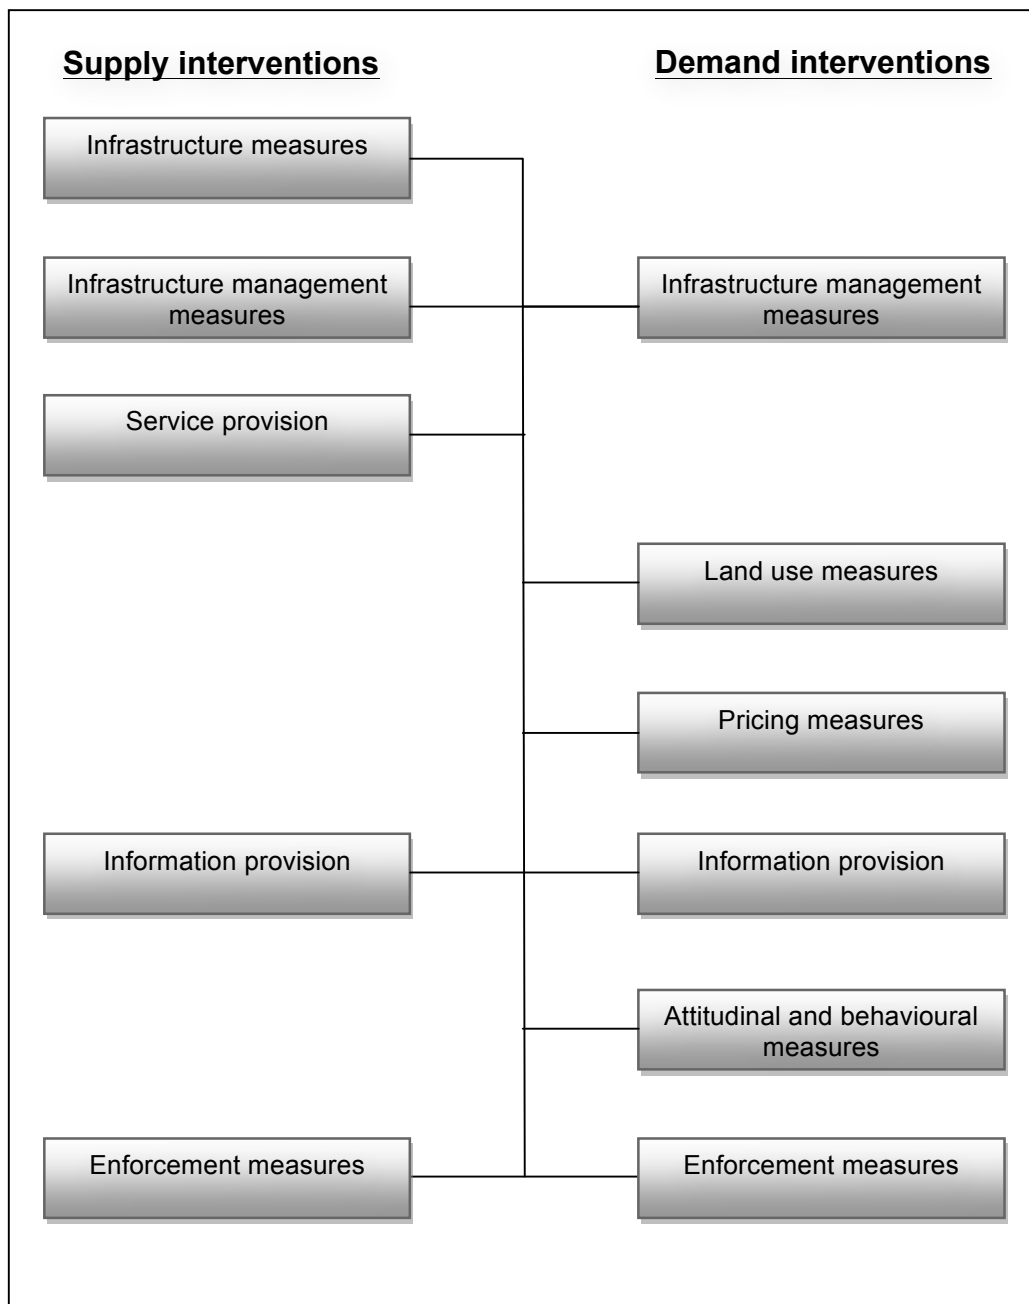 Supply interventions
Demand interventions
Infrastructure measures
Infrastructure management
measures
Infrastructure management
measures
Service provision
Land use measures
Pricing measures
Information provision
Information provision
Attitudinal and behavioural
measures
Enforcement measures
Enforcement measures